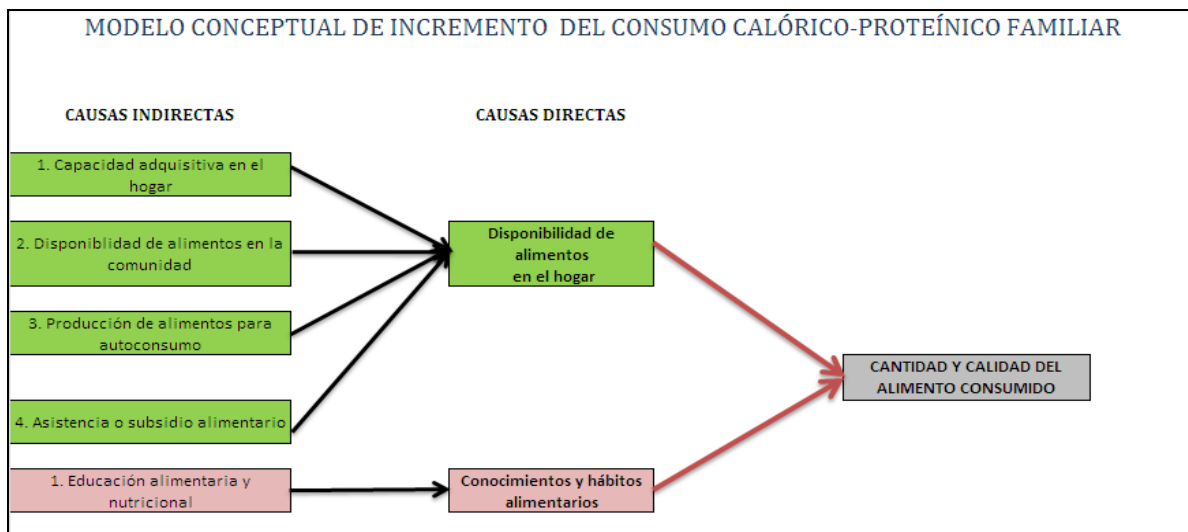 MODELO CONCEPTUAL DE INCREMENTO DEL CONSUMO CALÓRICO-PROTEÍNICO FAMILIAR
CAUSAS INDIRECTAS
CAUSAS DIRECTAS
1. Capacidad adquisitiva en el
hogar
2. Disponiblidad de alimentos en la
comunidad
3. Producción de alimentos para
autoconsumo
4. Asistencia o subsidio alimentario
1. Educación alimentaria y
nutricional
Disponibilidad de
alimentos
en el hogar
Conocimientos y hábitos
alimentarios
CANTIDAD Y CALIDAD DEL
ALIMENTO CONSUMIDO